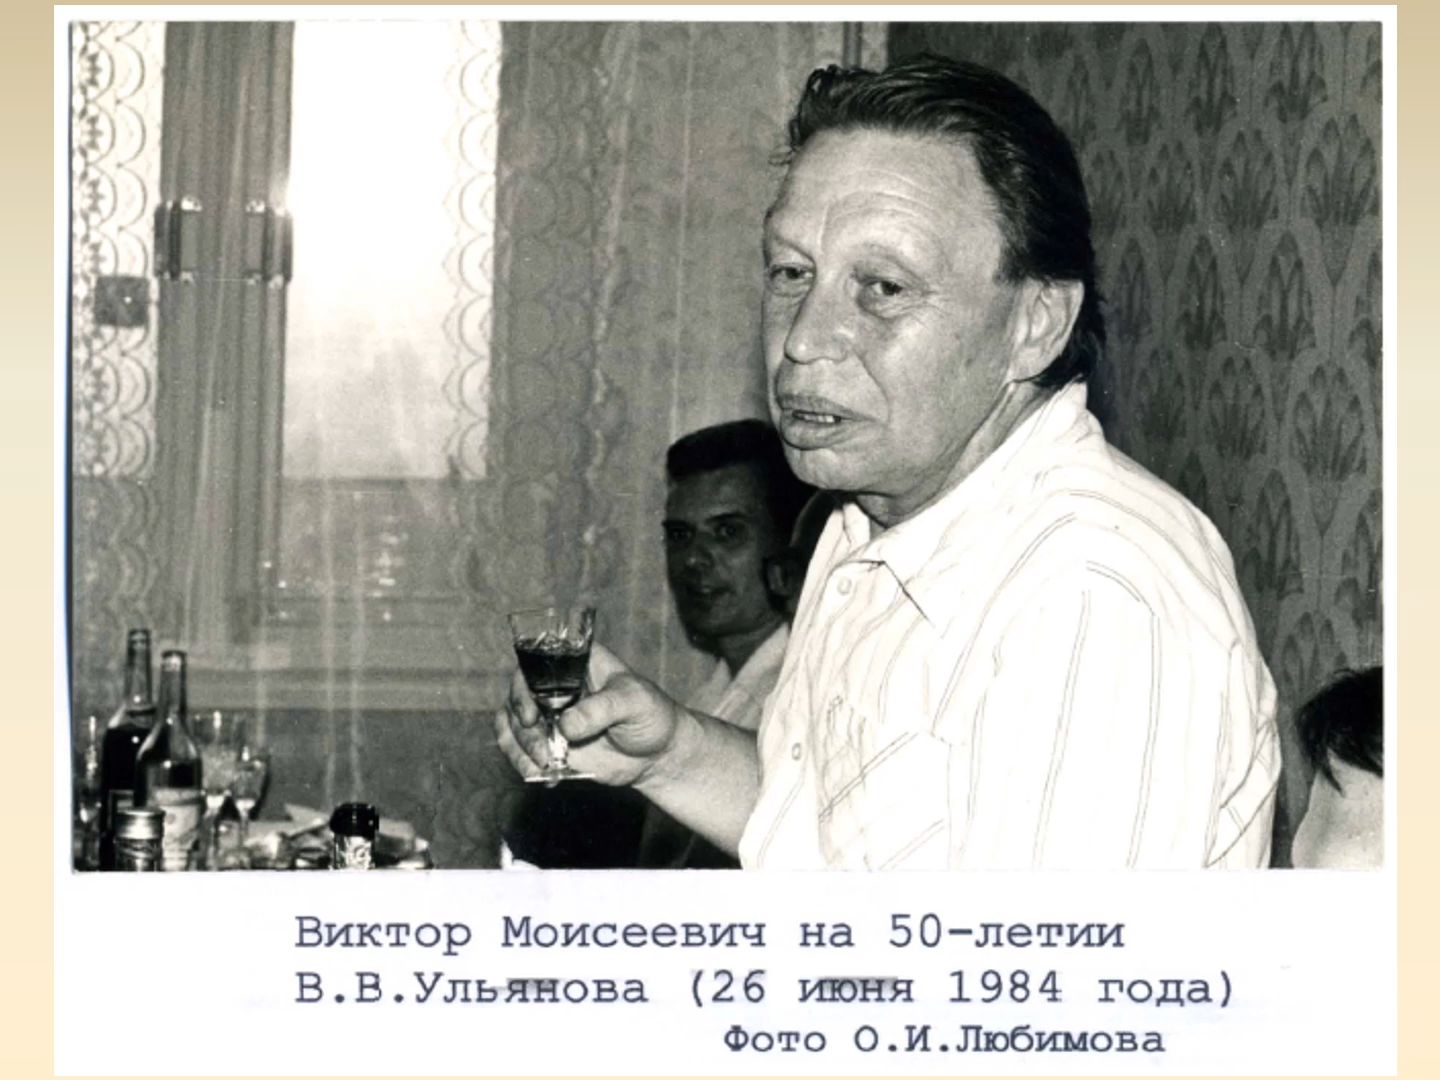 Виктор Моисеевич на 50-летии
В.В.Ульянова (26 июня 1984 года)
Фото О.И.Любимова